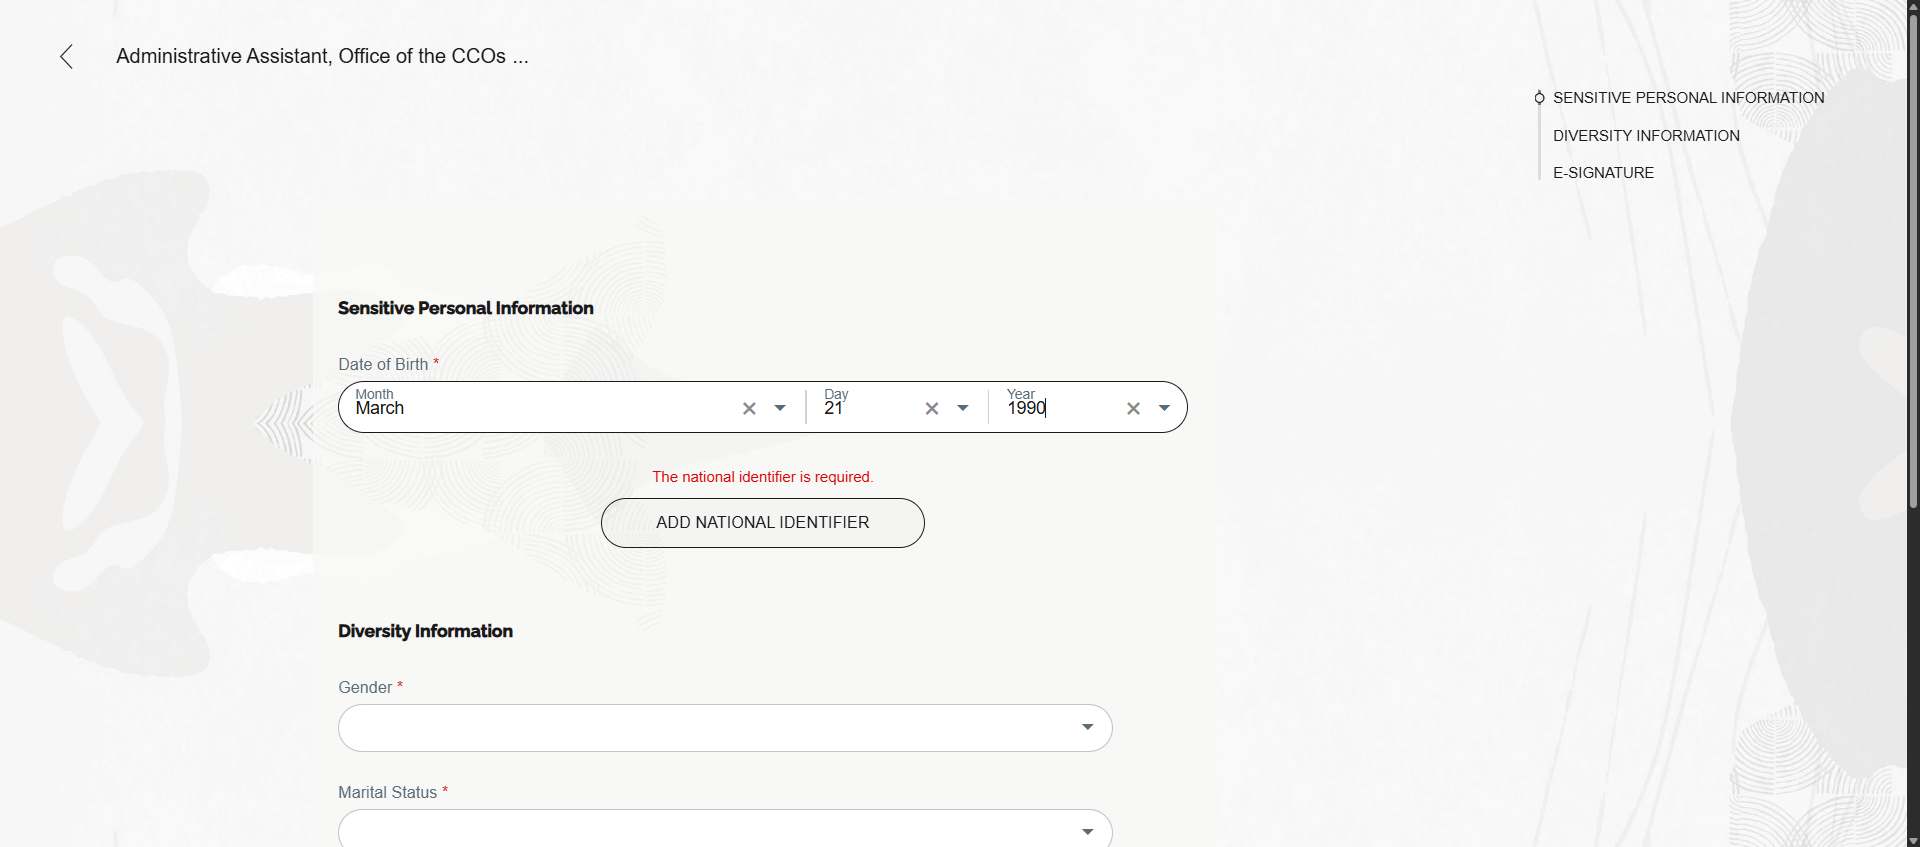 Administrative Assistant, Office of the CCOs ...
SENSITIVE PERSONAL INFORMATION
DIVERSITY INFORMATION
E-SIGNATURE
Sensitive Personal Information
Date of Birth *
Month
March
Day
21
Year
1990
The national identifier is required.
ADD NATIONAL IDENTIFIER
Diversity Information
Gender *
Marital Status *